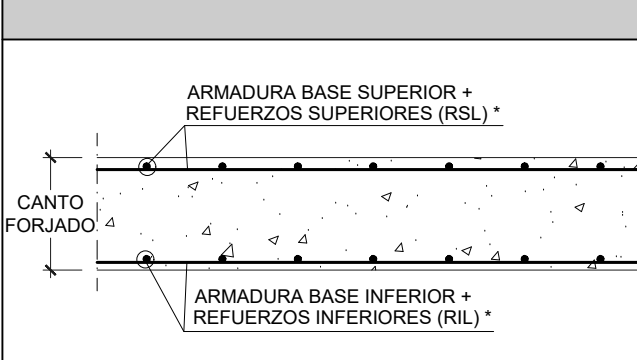 ARMADURA BASE SUPERIOR +
REFUERZOS SUPERIORES (RSL) *
CANTO
FORJADO
ARMADURA BASE INFERIOR +
REFUERZOS INFERIORES (RIL) *